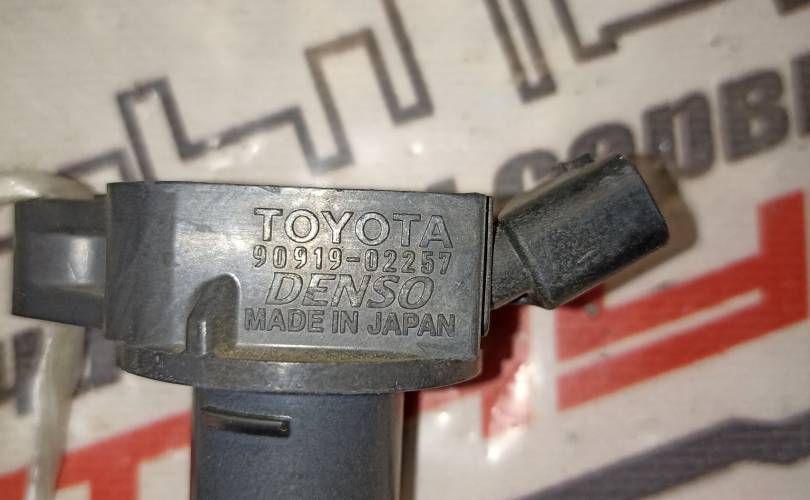 TOYOTA
90919-02257
DENSO
MADE IN JAPAN